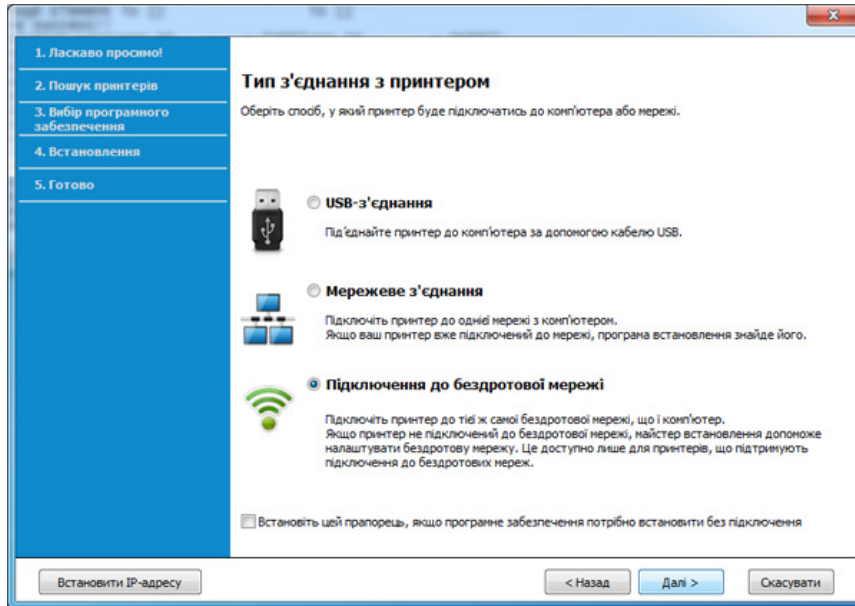 1. Ласкаво просимо!
2. Пошук принтерів
3. Вибір програмного
забезпечення
4. Встановлення
5. Готово
Тип з'єднання з принтером
Оберіть спосіб, у який принтер буде підключатись до комп'ютера або мережі.
USB-з'єднання
Під'єднайте принтер до комп'ютера за допомогою кабелю USB.
Мережеве з'єднання
Підключіть принтер до однієї мережі з комп'ютером.
Якщо ваш принтер вже підключений до мережі, програма встановлення знайде його.
Підключення до бездротової мережі
Підключіть принтер до тієї ж самої бездротової мережі, що і комп'ютер.
Якщо принтер не підключений до бездротової мережі, майстер встановлення допоможе
налаштувати бездротову мережу. Це доступно лише для принтерів, що підтримують
підключення до бездротових мереж.
Встановіть цей прапорець, якщо програмне забезпечення потрібно встановити без підключення
Встановити IP-адресу
< Назад
Далі >
Скасувати